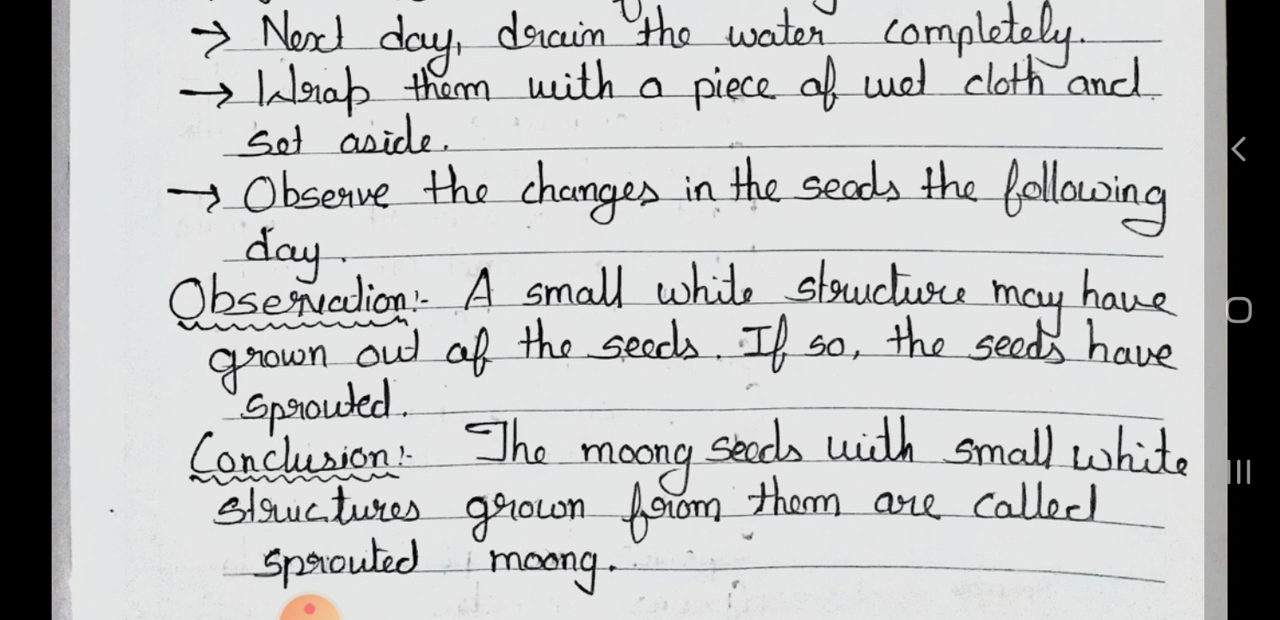 → Next day, drain the water completely.
→ Wrap them with a piece of wet cloth and
set aside.
→ Observe the changes in the seeds the following
day.
Observation:- A small white structure may have
grown out of the seeds. If so, the seeds have
sprouted.
Conclusion:- The moong seeds with small white
structures grown from them are called
sprouted moong.